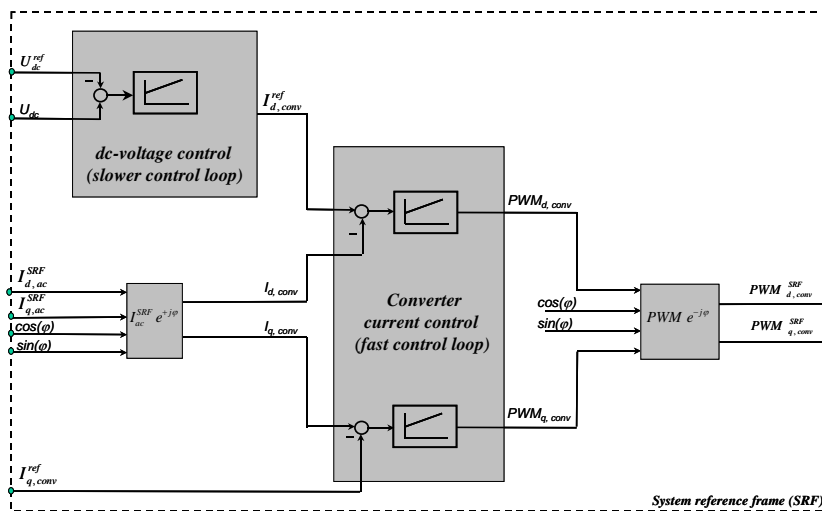 U_dc^ref
U_dc
−
dc-voltage control
(slower control loop)
I_d,conv^ref
I_d,ac^SRF
I_q,ac^SRF
cos(φ)
sin(φ)
I_ac^SRF e^+jφ
I_d, conv
I_q, conv
−
−
Converter
current control
(fast control loop)
PWM_d, conv
PWM_q, conv
cos(φ)
sin(φ)
PWM e^−jφ
PWM_d,conv^SRF
PWM_q,conv^SRF
I_q,conv^ref
System reference frame (SRF)